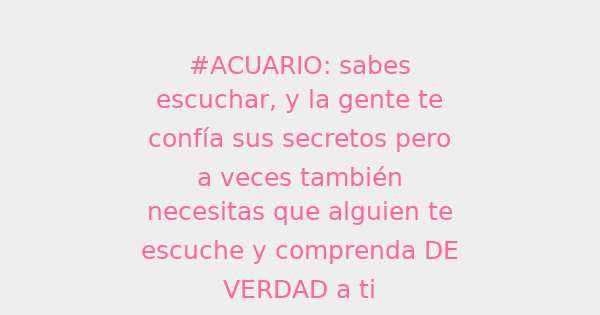 #ACUARIO: sabes
escuchar, y la gente te
confía sus secretos pero
a veces también
necesitas que alguien te
escuche y comprenda DE
VERDAD a ti